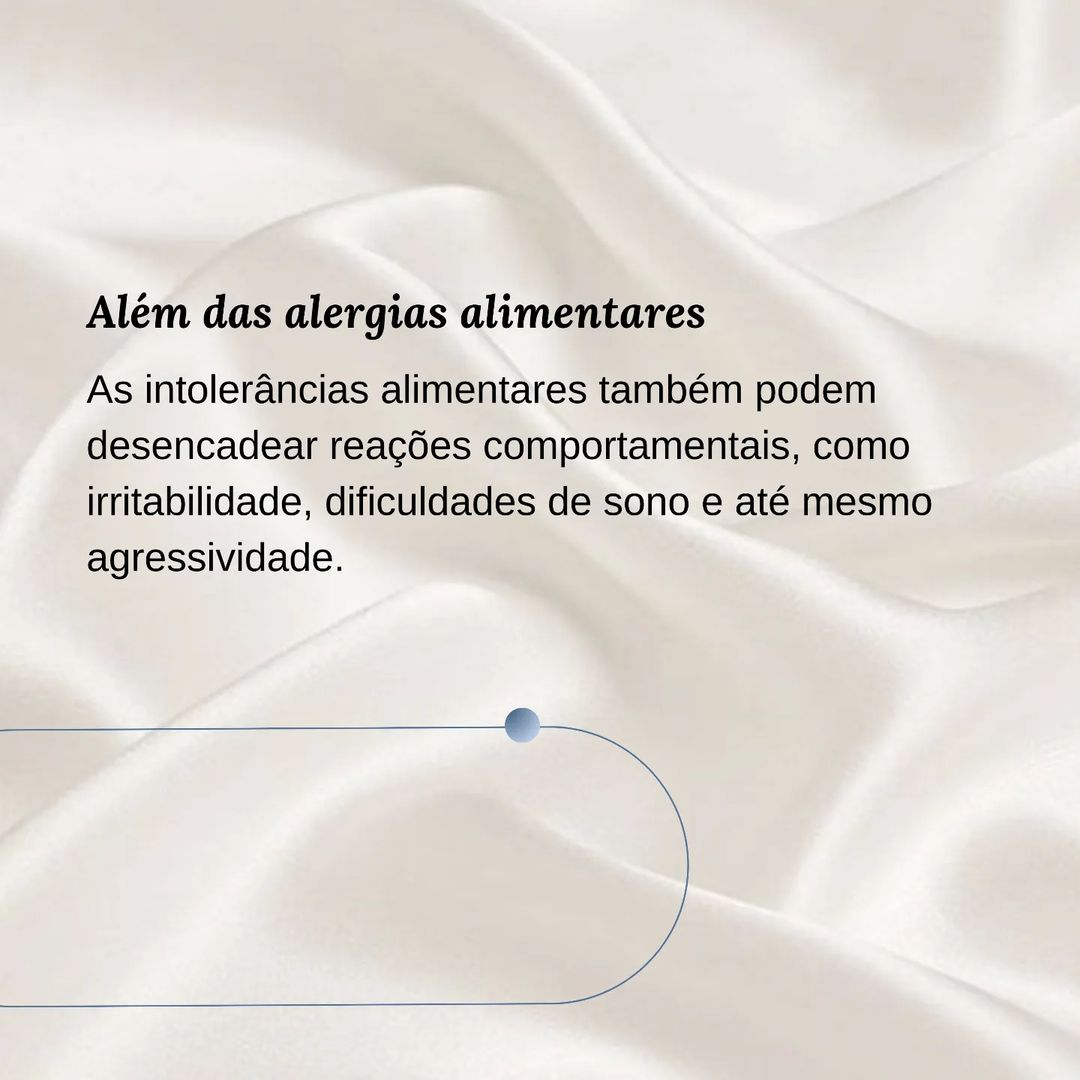 Além das alergias alimentares
As intolerâncias alimentares também podem
desencadear reações comportamentais, como
irritabilidade, dificuldades de sono e até mesmo
agressividade.